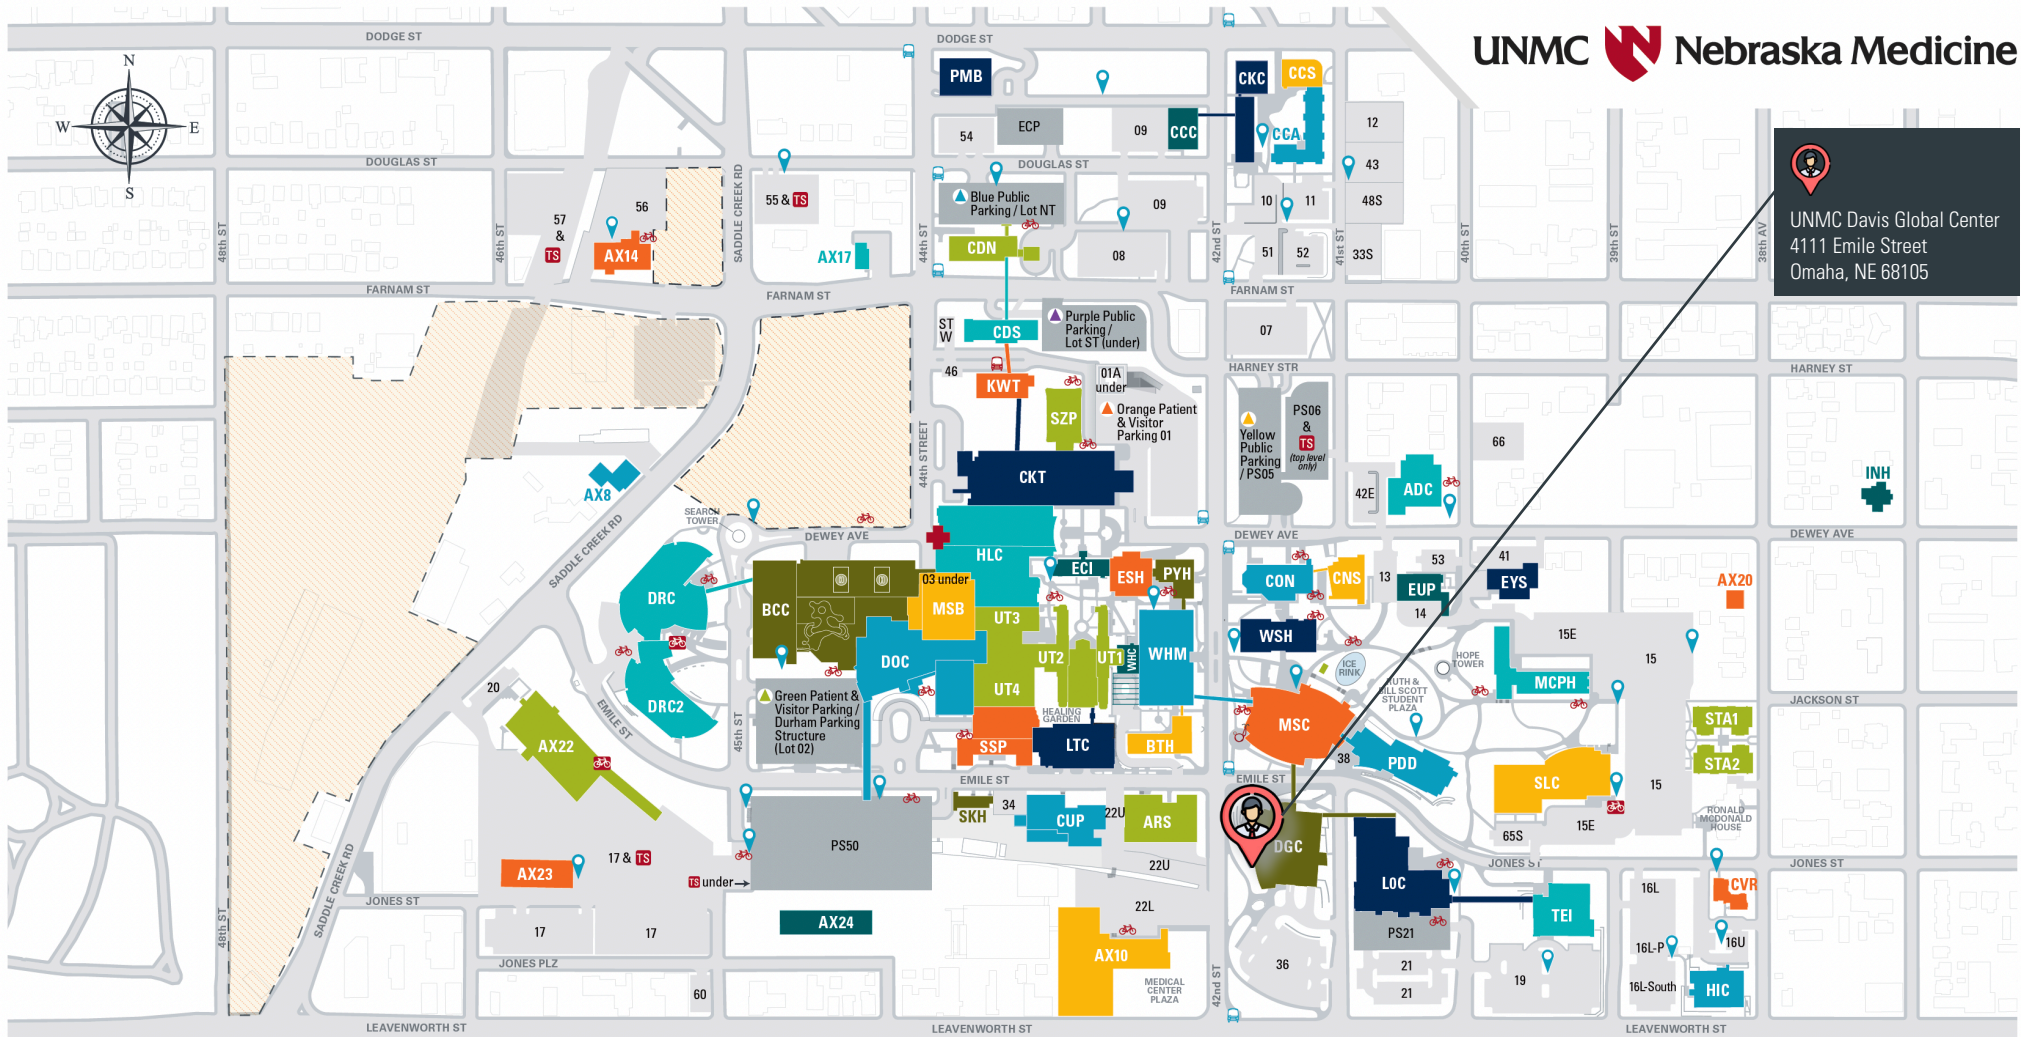 DODGE ST
DODGE ST
UNMC Nebraska Medicine
N
W
E
S
PMB
CKC
CCS
54
ECP
09
CCC
CCA
12
DOUGLAS ST
DOUGLAS ST
43
48th ST
46th ST
SADDLE CREEK RD
44th ST
42nd ST
41st ST
40th ST
39th ST
38th AV
57
&
TS
56
AX14
55 & TS
AX17
Blue Public
Parking / Lot NT
09
10
11
48S
CDN
08
51
52
33S
UNMC Davis Global Center
4111 Emile Street
Omaha, NE 68105
FARNAM ST
FARNAM ST
FARNAM ST
ST
W
CDS
Purple Public
Parking /
Lot ST (under)
07
46
KWT
01A
under
HARNEY STR
HARNEY ST
SZP
Orange Patient
& Visitor
Parking 01
Yellow
Public
Parking
/ PS05
PS06
&
TS
(top level
only)
66
44th STREET
CKT
AX8
42E
ADC
INH
SEARCH
TOWER
DEWEY AVE
DEWEY AVE
DEWEY AVE
SADDLE CREEK RD
HLC
ECI
ESH
PYH
CON
CNS
13
53
41
EUP
EYS
AX20
DRC
BCC
03 under
MSB
UT3
14
WSH
15E
15
DOC
UT2
UT1
WHC
WHM
ICE
RINK
HOPE
TOWER
MCPH
20
DRC2
EMILE ST
45th ST
Green Patient &
Visitor Parking /
Durham Parking
Structure
(Lot 02)
UT4
HEALING
GARDEN
RUTH &
BILL SCOTT
STUDENT
PLAZA
JACKSON ST
AX22
SSP
LTC
BTH
MSC
38
PDD
STA1
STA2
EMILE ST
EMILE ST
SLC
15
SKH
34
CUP
22U
ARS
RONALD
MCDONALD
HOUSE
15E
65S
PS50
DGC
17 & TS
AX23
TS under
22U
L0C
JONES ST
JONES ST
JONES ST
SADDLE CREEK RD
48th ST
16L
CVR
AX24
22L
TEI
17
17
PS21
16L-P
16U
JONES PLZ
AX10
36
21
21
19
16L-South
HIC
60
MEDICAL
CENTER
PLAZA
42nd ST
LEAVENWORTH ST
LEAVENWORTH ST
LEAVENWORTH ST